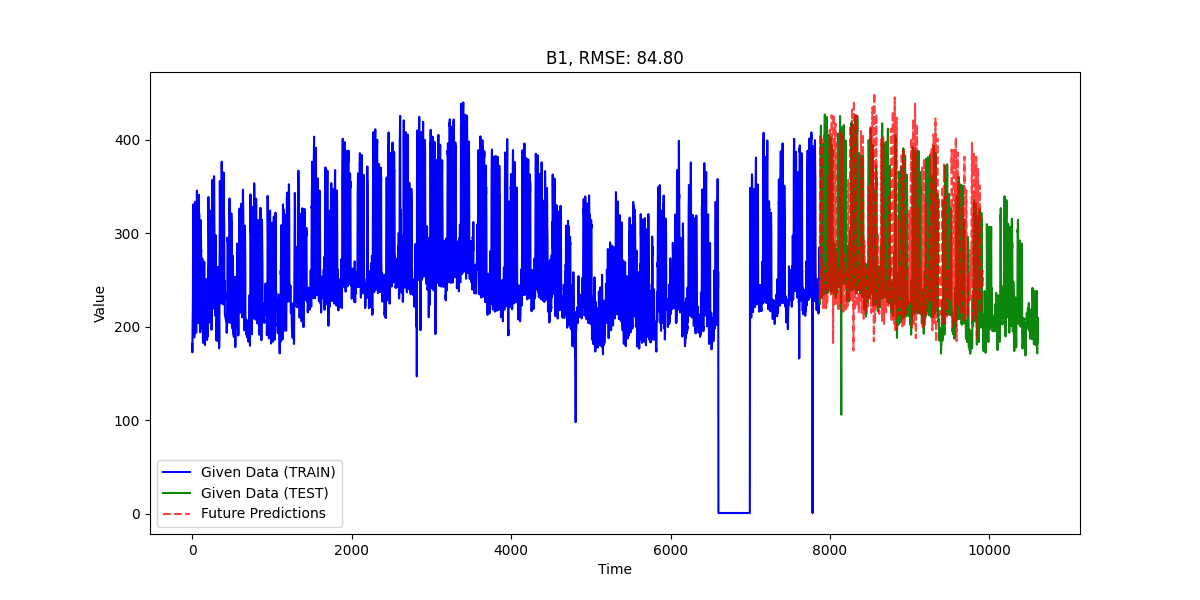 B1, RMSE: 84.80
Value
400
300
200
100
0
Given Data (TRAIN)
Given Data (TEST)
Future Predictions
0 2000 4000 6000 8000 10000
Time